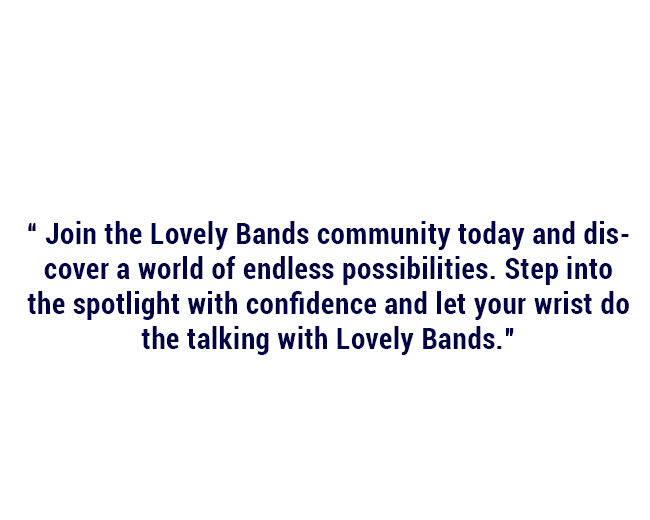 “ Join the Lovely Bands community today and dis-
cover a world of endless possibilities. Step into
the spotlight with confidence and let your wrist do
the talking with Lovely Bands."